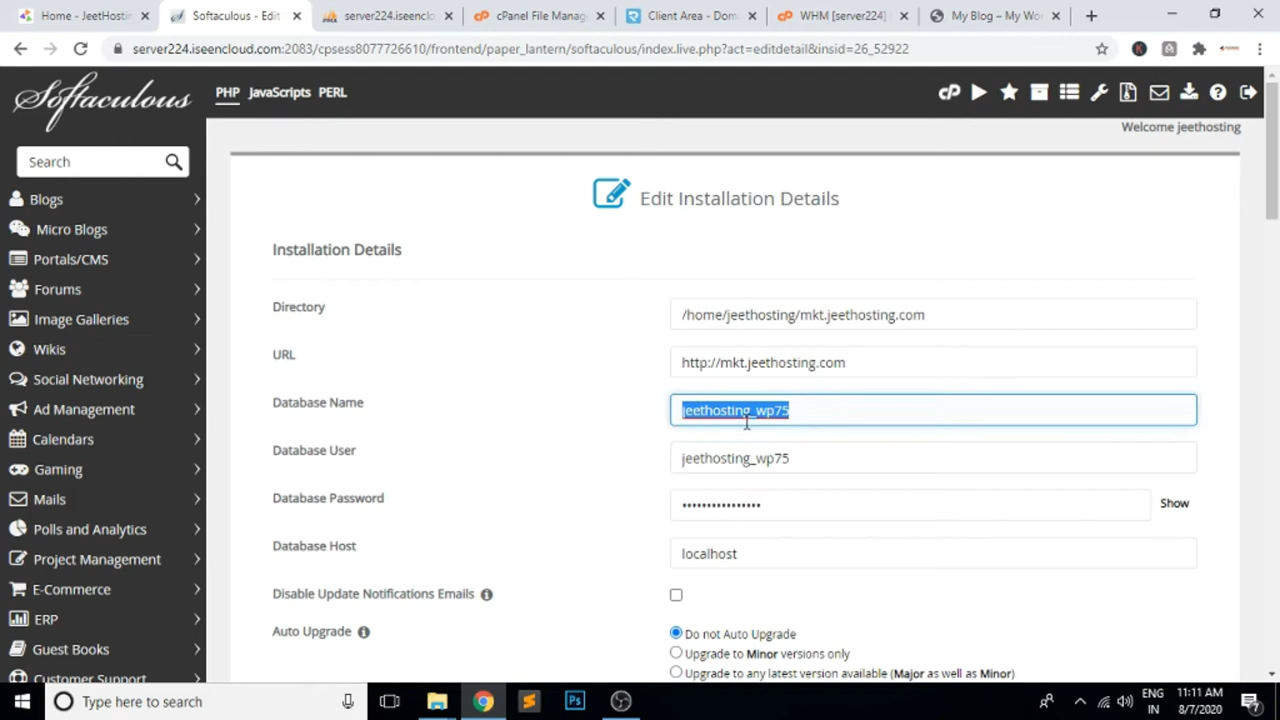 Home - JeetHostin
Softaculous - Edit
server224.iseenclo
cPanel File Manag
Client Area - Dom
WHM [server224]
My Blog – My Wo
server224.iseencloud.com:2083/cpsess8077726610/frontend/paper_lantern/softaculous/index.live.php?act=editdetail&insid=26_52922
Softaculous
PHP JavaScripts PERL
Welcome jeethosting
Search
Blogs
Micro Blogs
Portals/CMS
Forums
Image Galleries
Wikis
Social Networking
Ad Management
Calendars
Gaming
Mails
Polls and Analytics
Project Management
E-Commerce
ERP
Guest Books
Customer Support
Edit Installation Details
Installation Details
Directory
/home/jeethosting/mkt.jeethosting.com
URL
http://mkt.jeethosting.com
Database Name
jeethosting_wp75
Database User
jeethosting_wp75
Database Password
••••••••••••••••
Show
Database Host
localhost
Disable Update Notifications Emails
Auto Upgrade
Do not Auto Upgrade
Upgrade to Minor versions only
Upgrade to any latest version available (Major as well as Minor)
Type here to search
ENG
IN
11:11 AM
8/7/2020